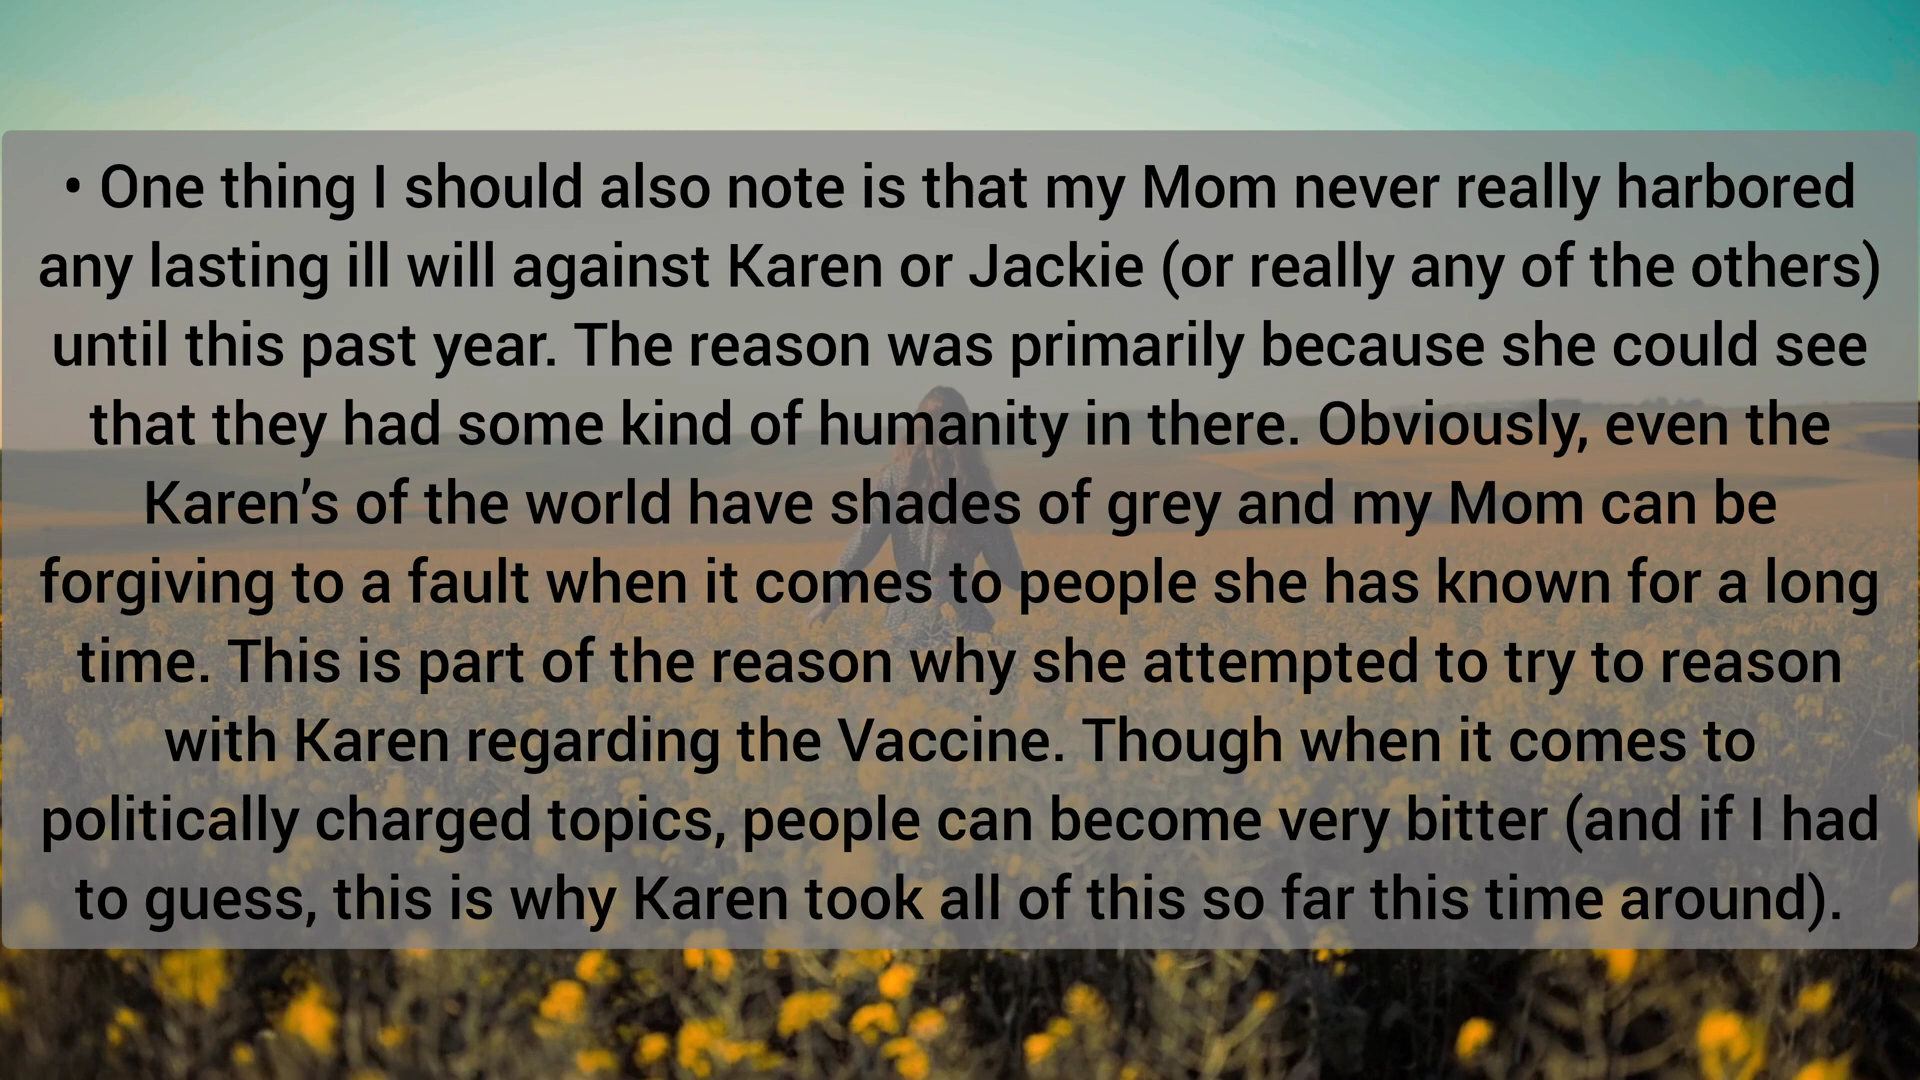 • One thing I should also note is that my Mom never really harbored
any lasting ill will against Karen or Jackie (or really any of the others)
until this past year. The reason was primarily because she could see
that they had some kind of humanity in there. Obviously, even the
Karen’s of the world have shades of grey and my Mom can be
forgiving to a fault when it comes to people she has known for a long
time. This is part of the reason why she attempted to try to reason
with Karen regarding the Vaccine. Though when it comes to
politically charged topics, people can become very bitter (and if I had
to guess, this is why Karen took all of this so far this time around).